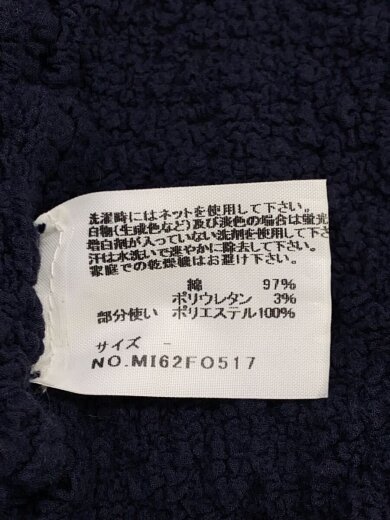 洗濯時にはネットを使用して下さい。
白物(生成色など)及び淡色の場合は蛍光
増白剤が入っていない洗剤を使用して下さい。
汗は水洗いで速やかに除去して下さい。
家庭での乾燥機はお避け下さい。
綿 97%
ポリウレタン 3%
部分使い ポリエステル100%
サイズ -
NO.MI62FO517